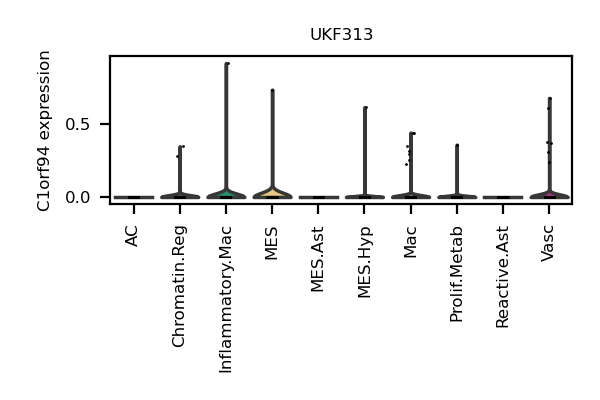 UKF313
C1orf94 expression
0.5
0.0
AC
Chromatin.Reg
Inflammatory.Mac
MES
MES.Ast
MES.Hyp
Mac
Prolif.Metab
Reactive.Ast
Vasc